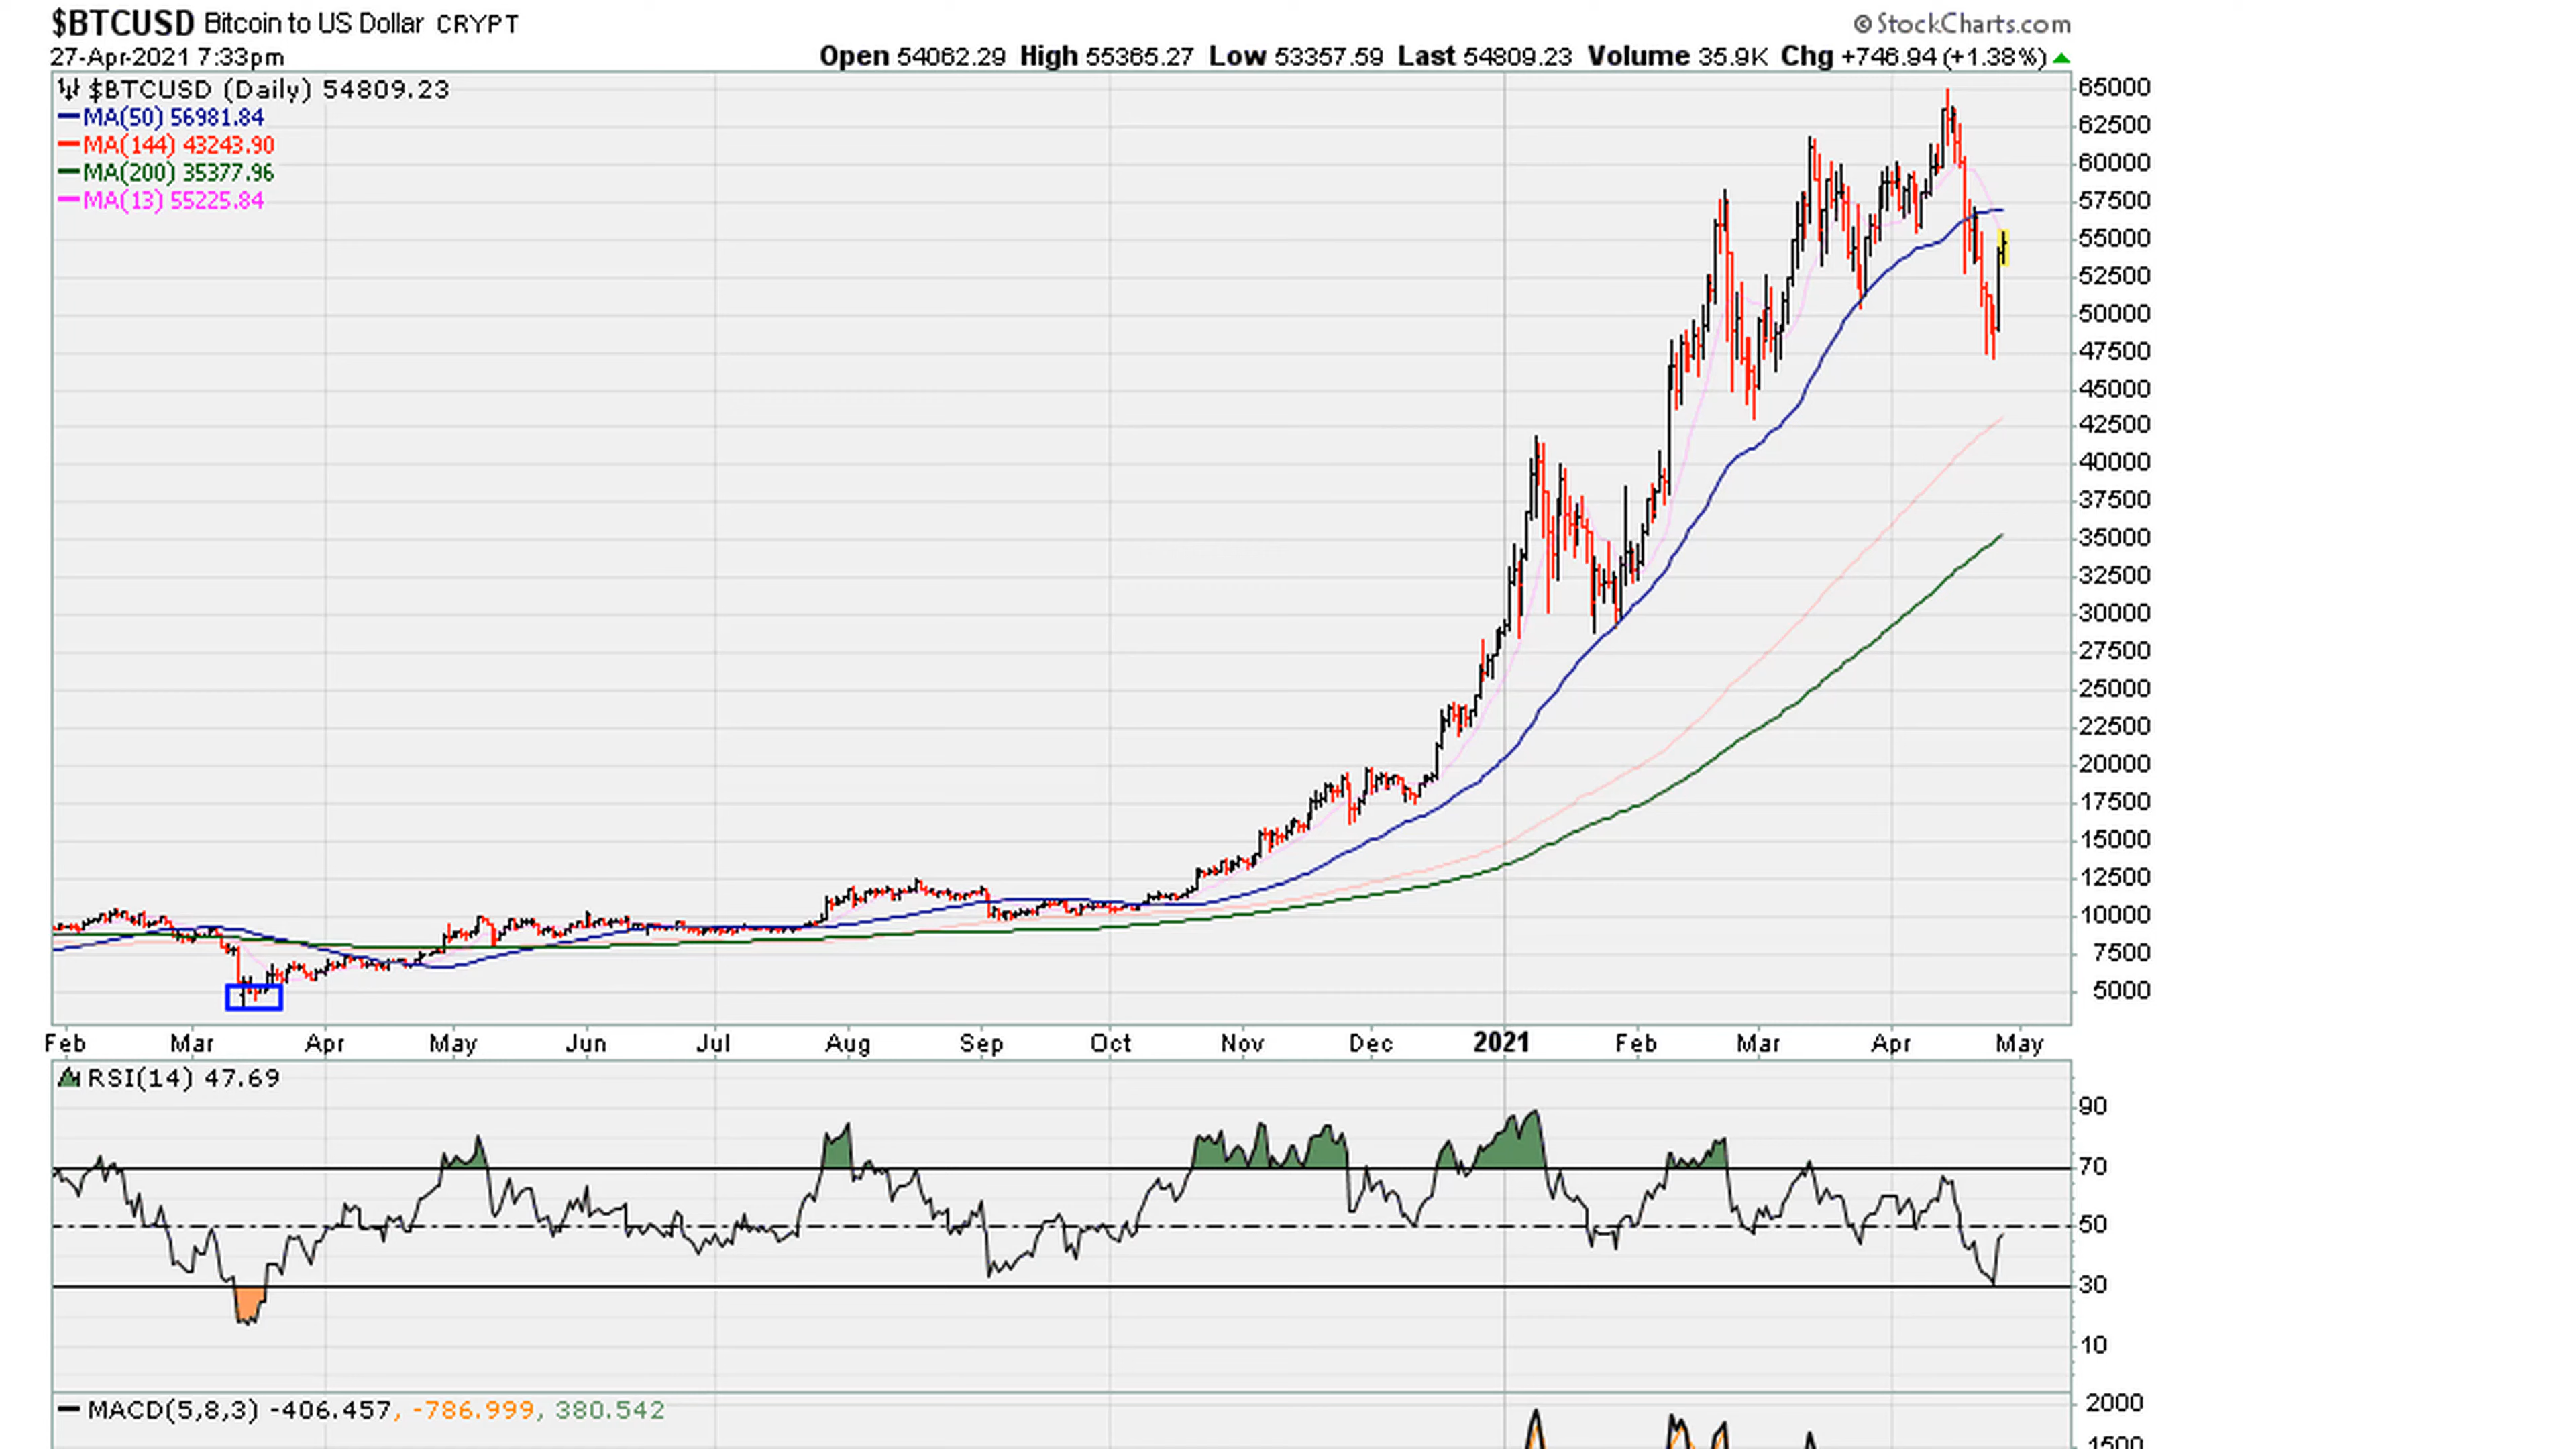 $BTCUSD Bitcoin to US Dollar CRYPT
© StockCharts.com
27-Apr-2021 7:33pm
Open 54062.29 High 55365.27 Low 53357.59 Last 54809.23 Volume 35.9K Chg +746.94 (+1.38%)
$BTCUSD (Daily) 54809.23
MA(50) 56981.84
MA(144) 43243.90
MA(200) 35377.96
MA(13) 55225.84
65000
62500
60000
57500
55000
52500
50000
47500
45000
42500
40000
37500
35000
32500
30000
27500
25000
22500
20000
17500
15000
12500
10000
7500
5000
Feb Mar Apr May Jun Jul Aug Sep Oct Nov Dec 2021 Feb Mar Apr May
RSI(14) 47.69
90
70
50
30
10
MACD(5,8,3) -406.457, -786.999, 380.542
2000
1500